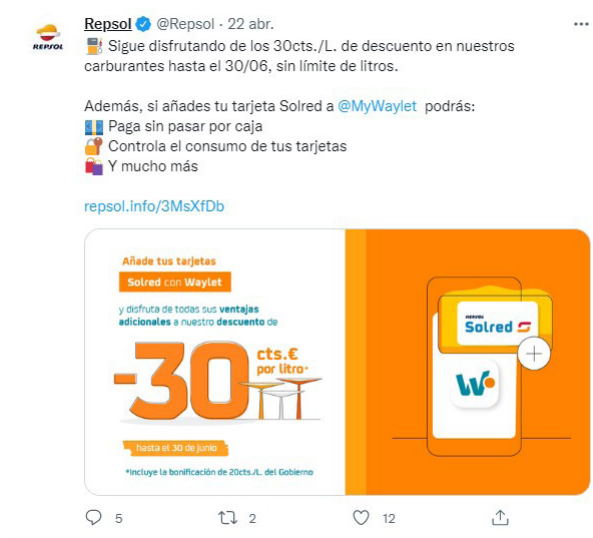 Repsol @Repsol · 22 abr.
Sigue disfrutando de los 30cts./L. de descuento en nuestros
carburantes hasta el 30/06, sin límite de litros.
Además, si añades tu tarjeta Solred a @MyWaylet podrás:
Paga sin pasar por caja
Controla el consumo de tus tarjetas
Y mucho más
repsol.info/3MsXfDb
REPSOL
Añade tus tarjetas
Solred con Waylet
y disfruta de todas sus ventajas
adicionales a nuestro descuento de
-30 cts.€
por litro*
hasta el 30 de junio
*Incluye la bonificación de 20cts./L. del Gobierno
REPSOL
Solred
+
W
5 2 12